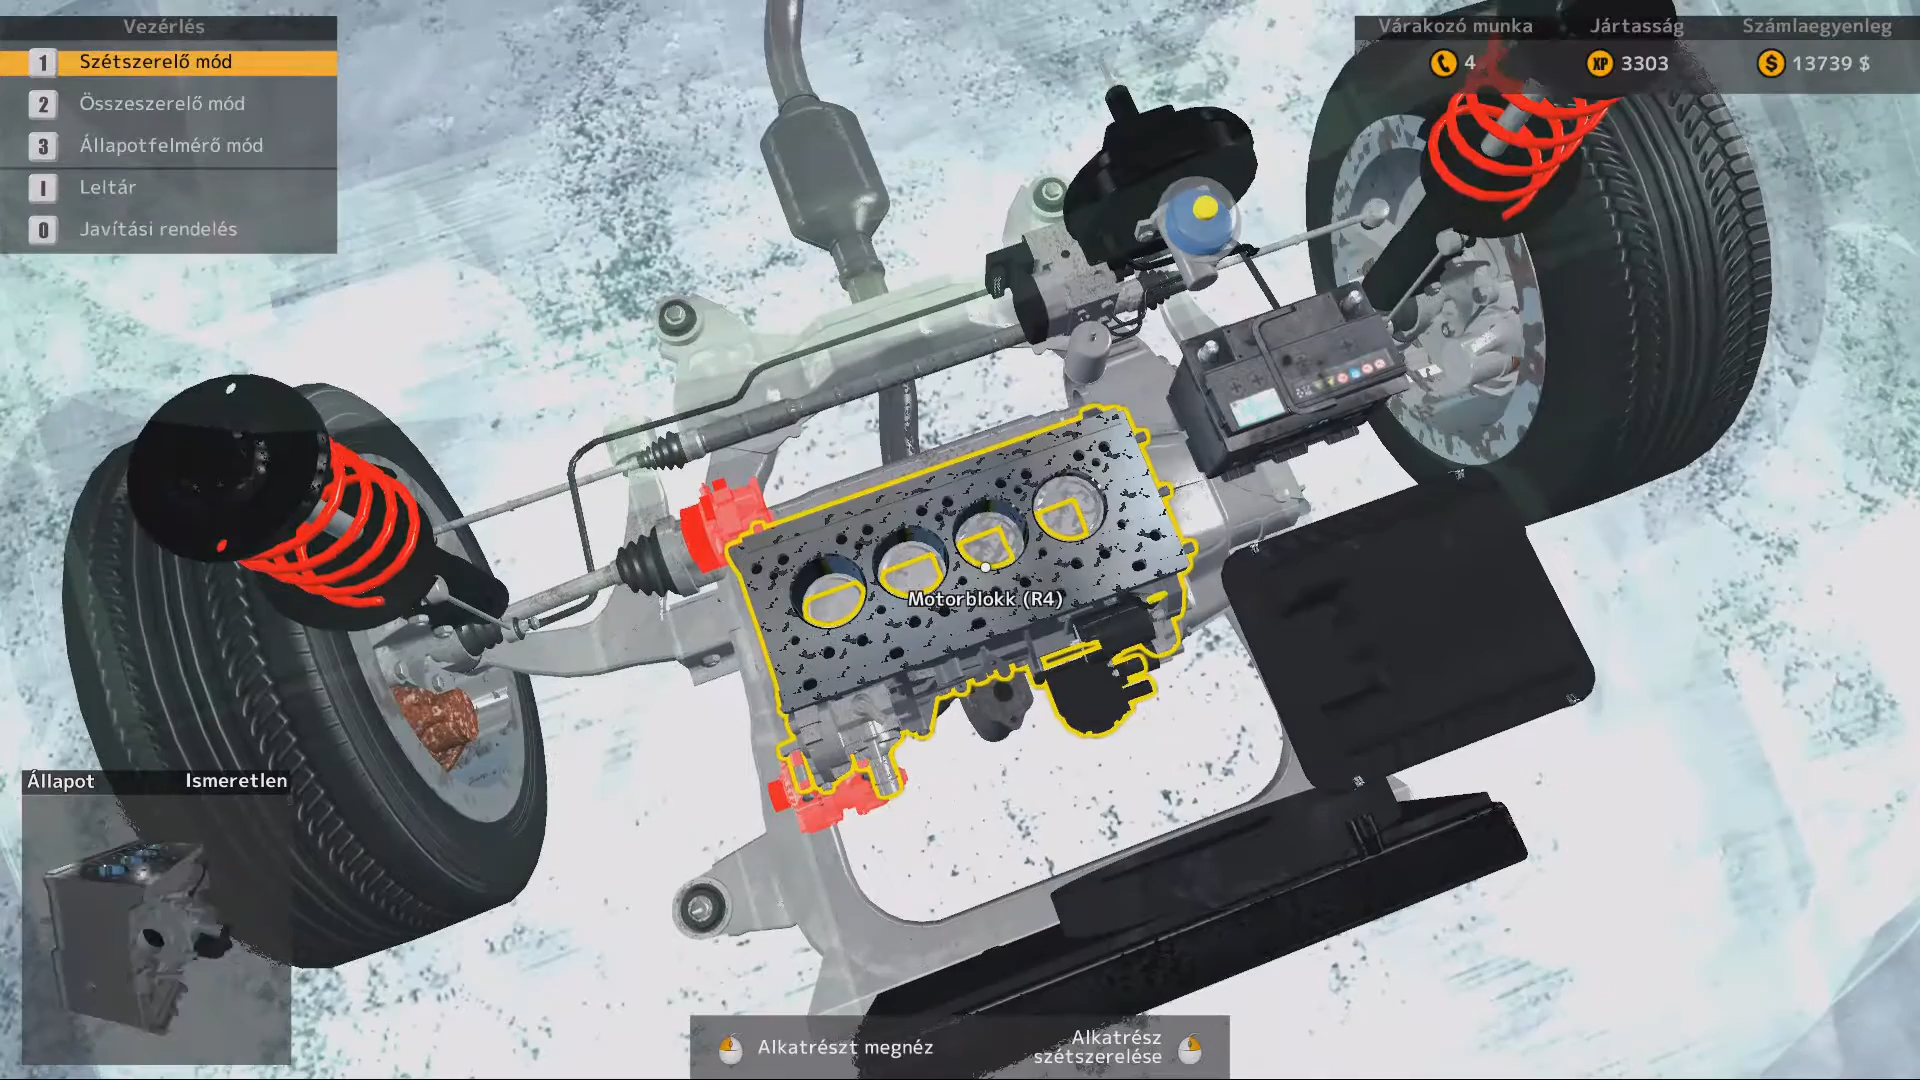 Vezérlés
1 Szétszerelő mód
2 Összeszerelő mód
3 Állapotfelmérő mód
I Leltár
O Javítási rendelés
Várakozó munka Jártasság Számlaegyenleg
4 XP 3303 $ 13739 $
Motorblokk (R4)
Állapot Ismeretlen
Alkatrészt megnéz
Alkatrész
szétszerelése